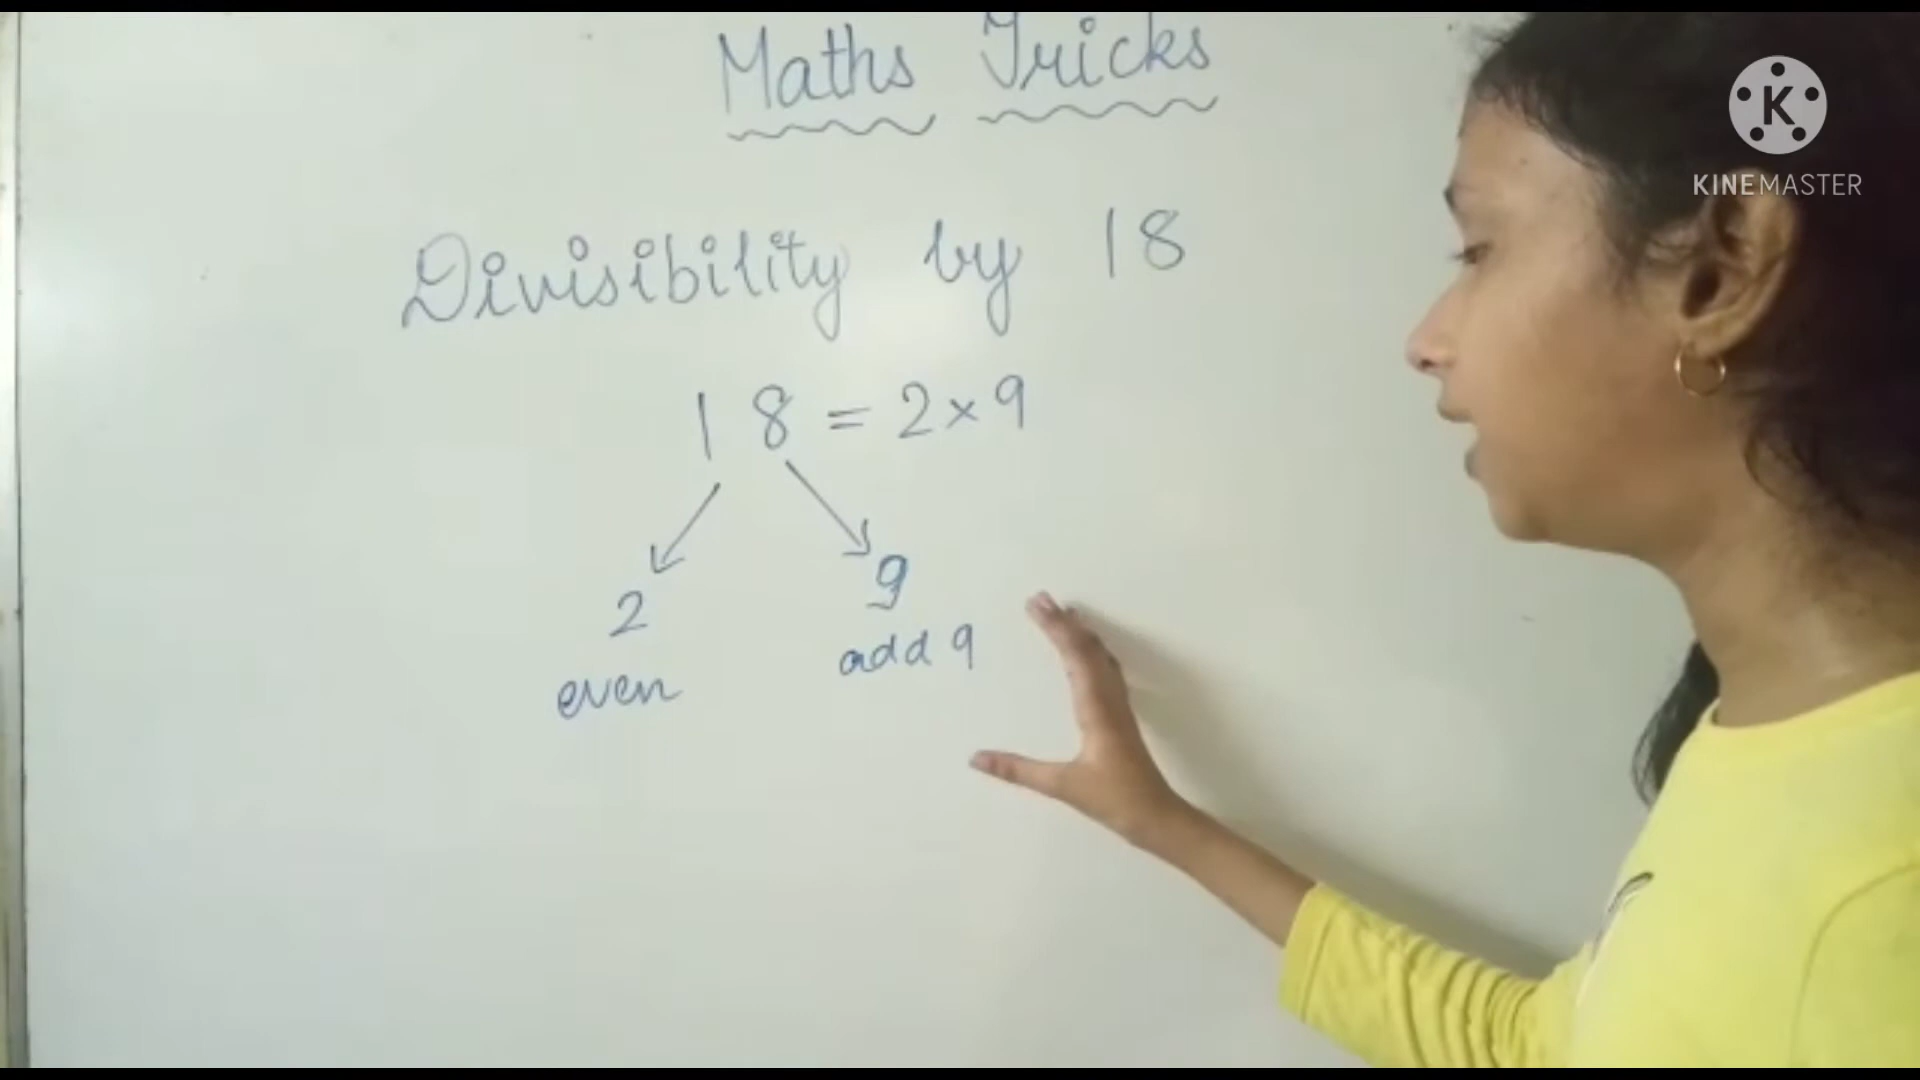 Maths Tricks
Divisibility by 18
18 = 2×9
2 9
even add 9
K
KINEMASTER